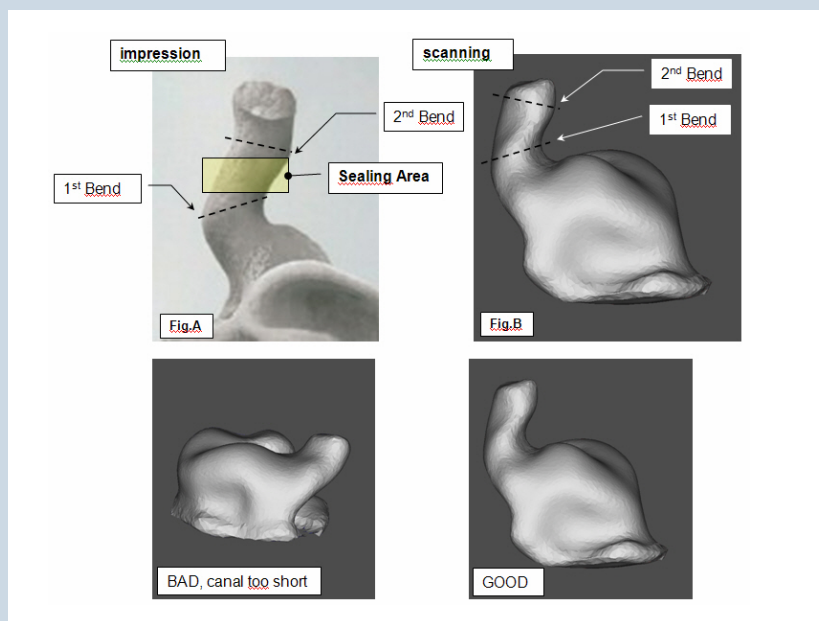 impression
scanning
2nd Bend
2nd Bend
1st Bend
Sealing Area
1st Bend
Fig.A
Fig.B
BAD, canal too short
GOOD